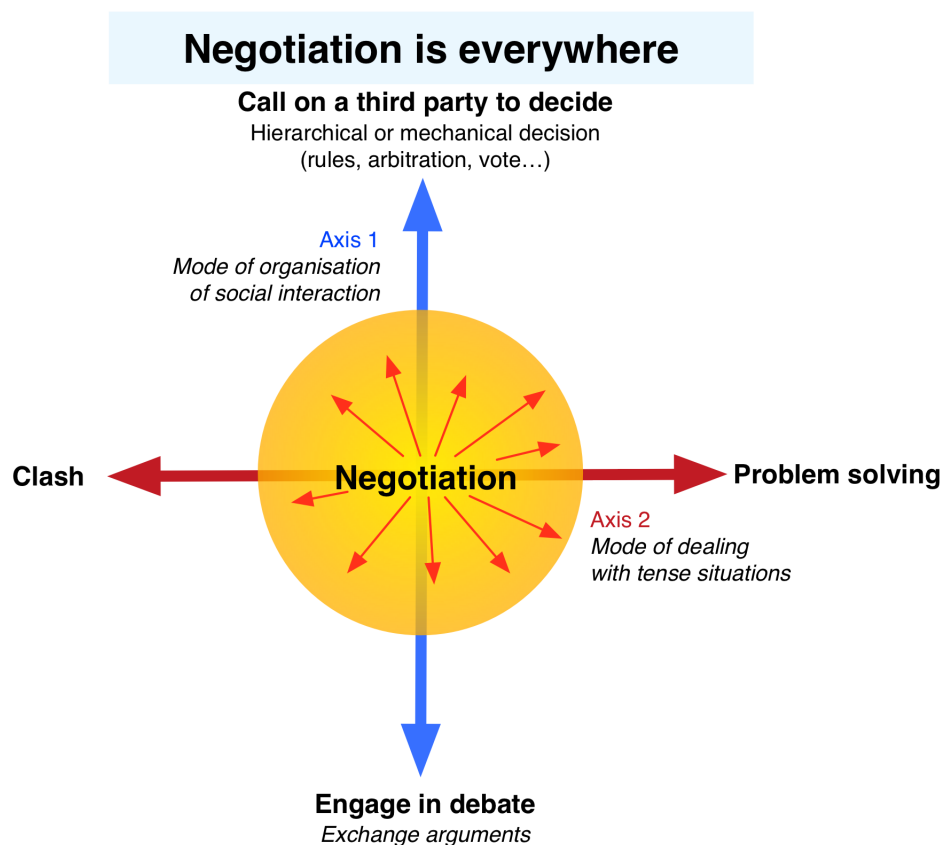 Negotiation is everywhere
Call on a third party to decide
Hierarchical or mechanical decision
(rules, arbitration, vote…)
Axis 1
Mode of organisation
of social interaction
Clash
Negotiation
Problem solving
Axis 2
Mode of dealing
with tense situations
Engage in debate
Exchange arguments